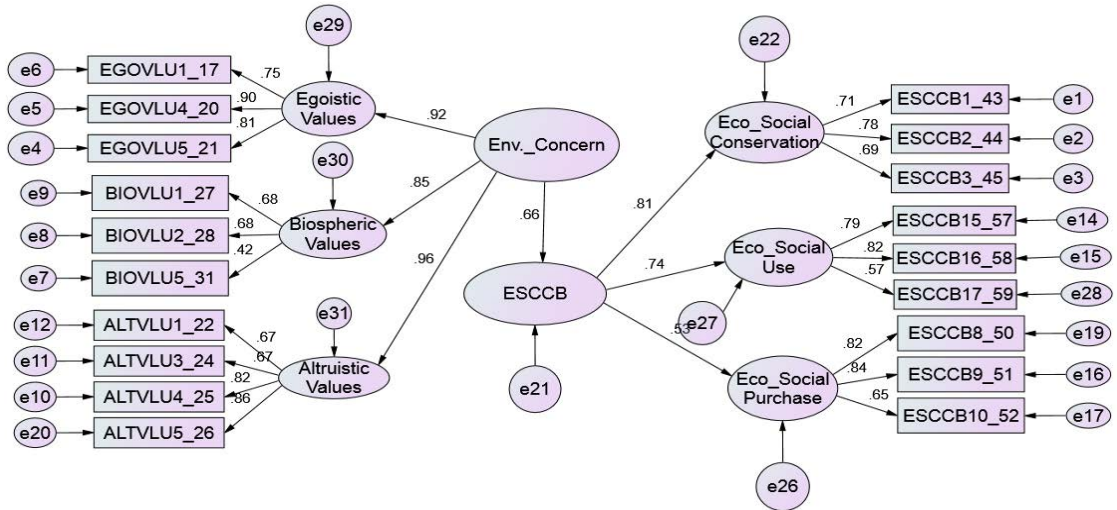 e29
e6
EGOVLU1_17
.75
e5
EGOVLU4_20
.90
e4
EGOVLU5_21
.81
Egoistic
Values
.92
e30
e9
BIOVLU1_27
.68
e8
BIOVLU2_28
.68
e7
BIOVLU5_31
.42
Biospheric
Values
.85
e31
e12
ALTVLU1_22
.67
e11
ALTVLU3_24
.67
e10
ALTVLU4_25
.82
e20
ALTVLU5_26
.86
Altruistic
Values
.96
Env._Concern
.66
ESCCB
e21
e22
.81
Eco_Social
Conservation
.71
ESCCB1_43
e1
.78
ESCCB2_44
e2
.69
ESCCB3_45
e3
.74
Eco_Social
Use
e27
.79
ESCCB15_57
e14
.82
ESCCB16_58
e15
.57
ESCCB17_59
e28
.53
Eco_Social
Purchase
e26
.82
ESCCB8_50
e19
.84
ESCCB9_51
e16
.65
ESCCB10_52
e17